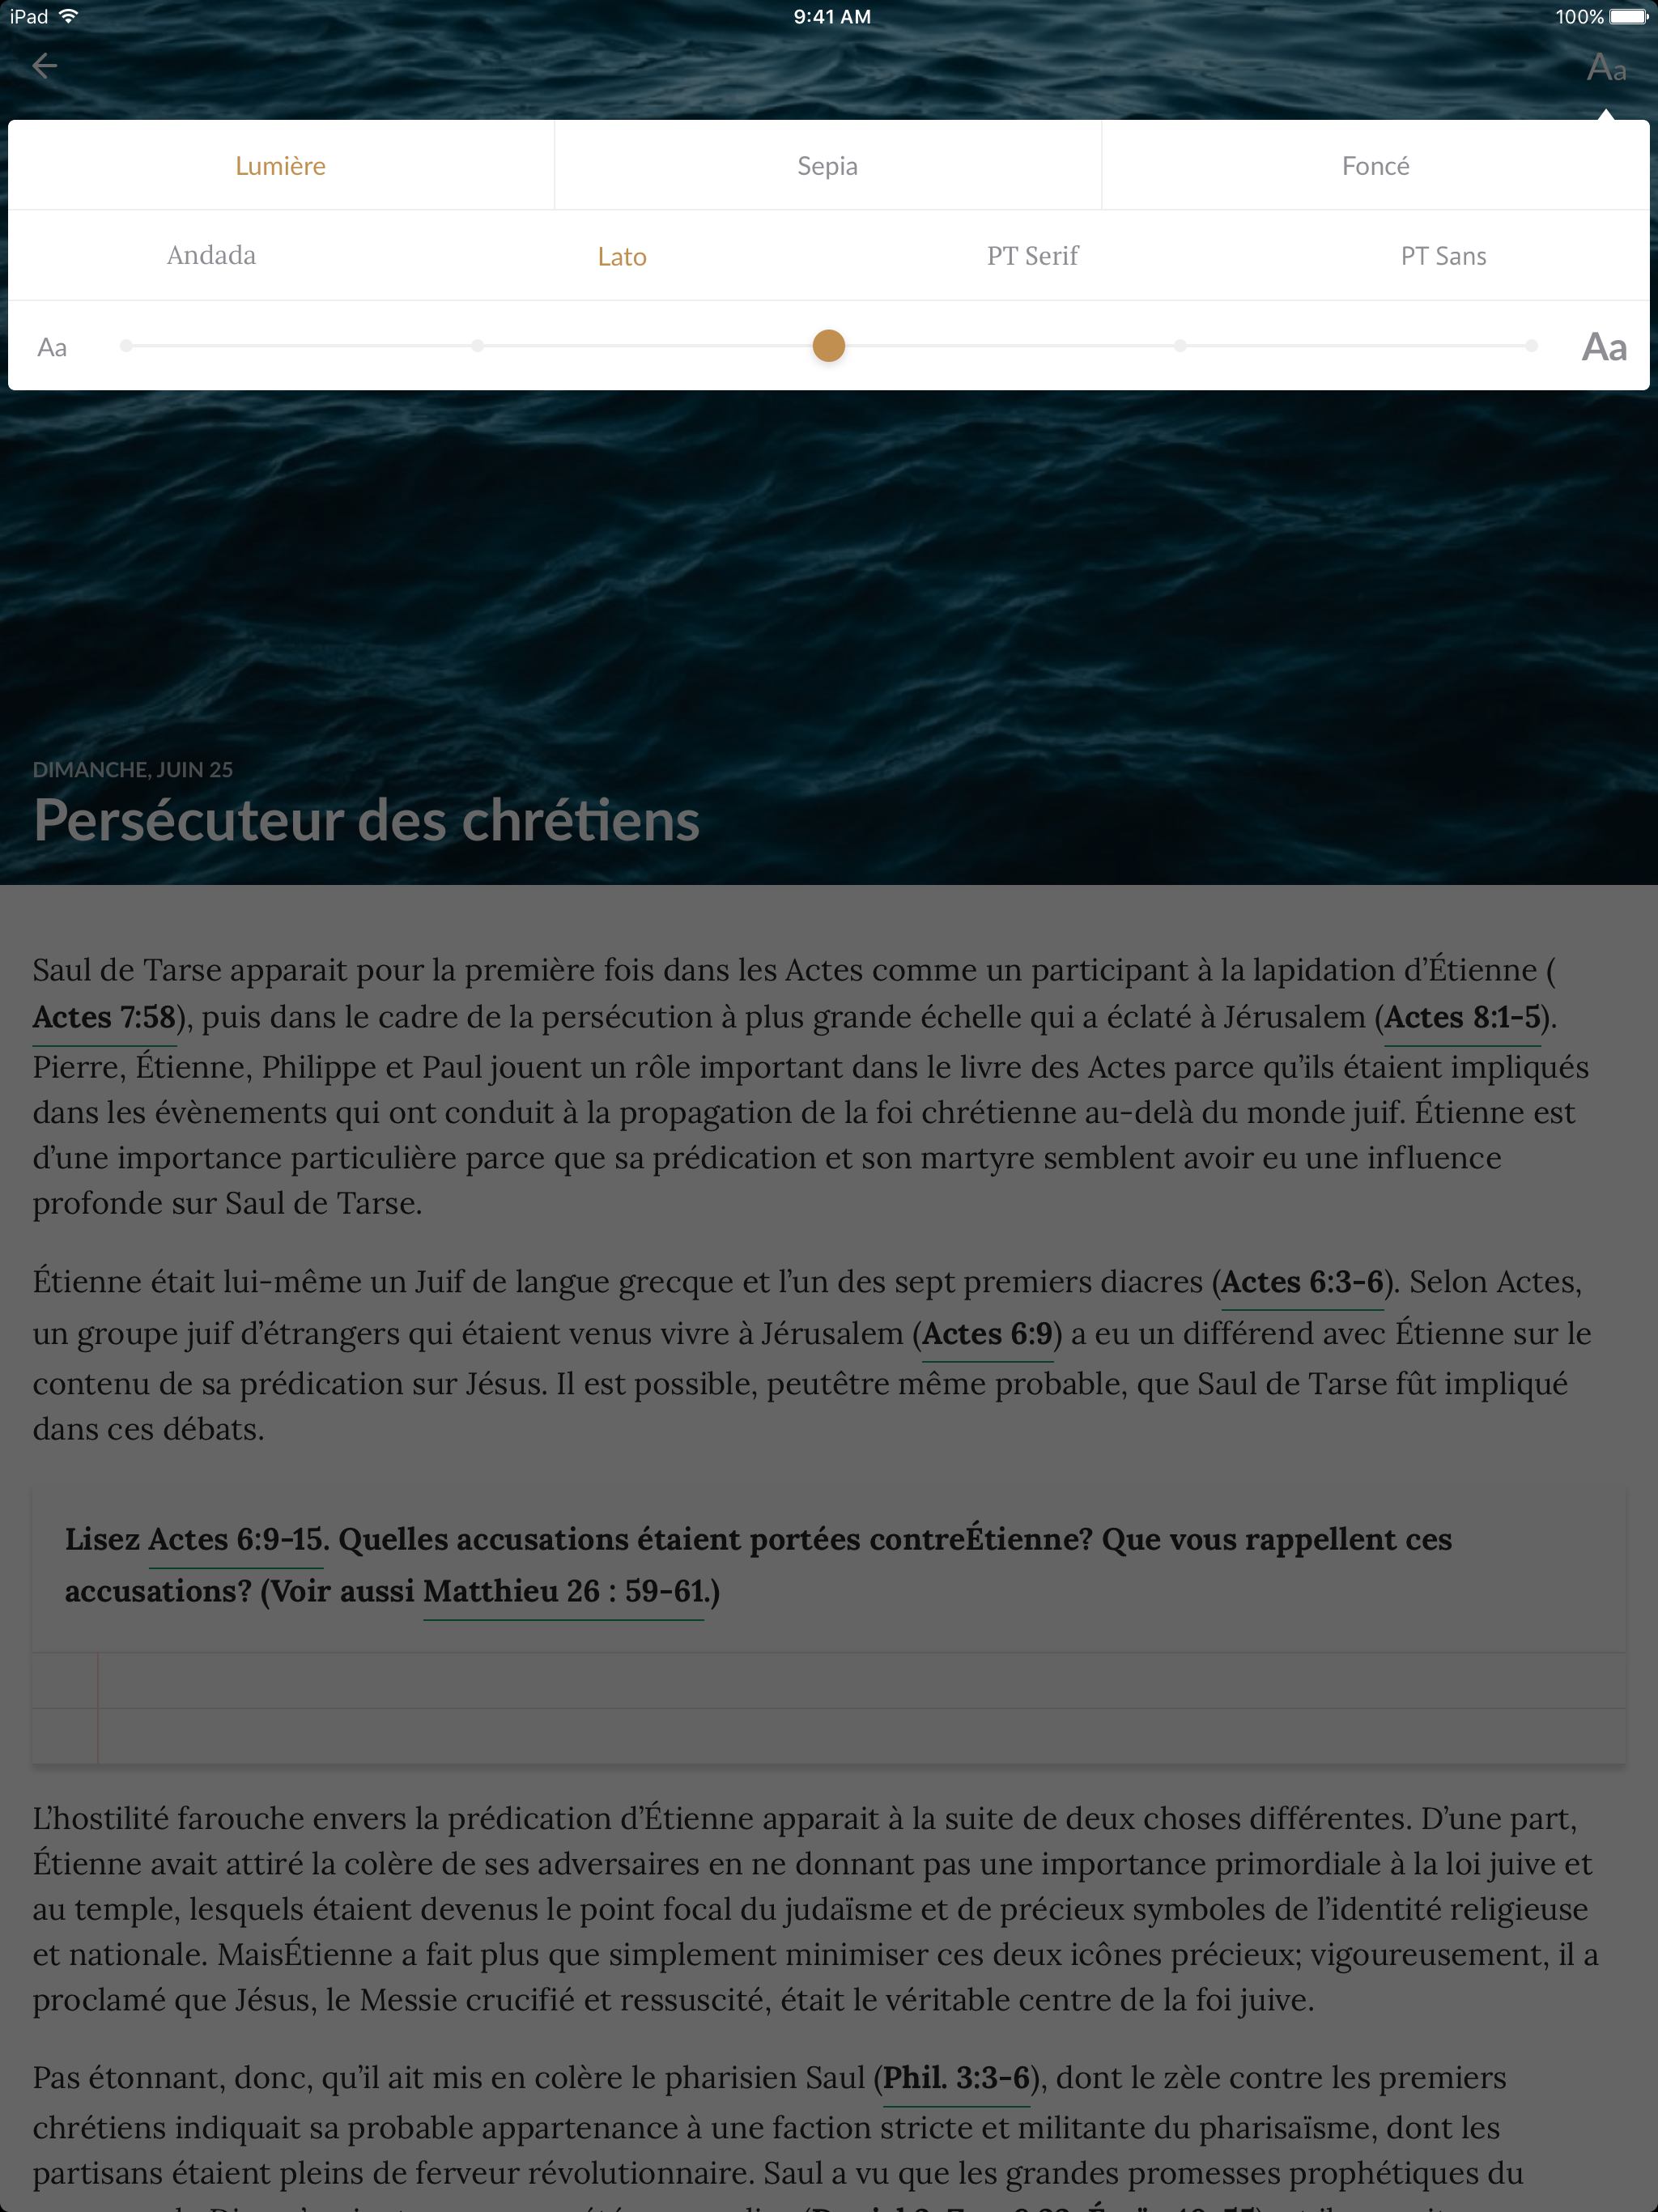 iPad 9:41 AM 100%
Aa
Lumière Sepia Foncé
Andada Lato PT Serif PT Sans
Aa Aa
DIMANCHE, JUIN 25
Persécuteur des chrétiens
Saul de Tarse apparait pour la première fois dans les Actes comme un participant à la lapidation d’Étienne (
Actes 7:58), puis dans le cadre de la persécution à plus grande échelle qui a éclaté à Jérusalem (Actes 8:1-5).
Pierre, Étienne, Philippe et Paul jouent un rôle important dans le livre des Actes parce qu’ils étaient impliqués
dans les évènements qui ont conduit à la propagation de la foi chrétienne au-delà du monde juif. Étienne est
d’une importance particulière parce que sa prédication et son martyre semblent avoir eu une influence
profonde sur Saul de Tarse.
Étienne était lui-même un Juif de langue grecque et l’un des sept premiers diacres (Actes 6:3-6). Selon Actes,
un groupe juif d’étrangers qui étaient venus vivre à Jérusalem (Actes 6:9) a eu un différend avec Étienne sur le
contenu de sa prédication sur Jésus. Il est possible, peutêtre même probable, que Saul de Tarse fût impliqué
dans ces débats.
Lisez Actes 6:9-15. Quelles accusations étaient portées contreÉtienne? Que vous rappellent ces
accusations? (Voir aussi Matthieu 26 : 59-61.)
L’hostilité farouche envers la prédication d’Étienne apparait à la suite de deux choses différentes. D’une part,
Étienne avait attiré la colère de ses adversaires en ne donnant pas une importance primordiale à la loi juive et
au temple, lesquels étaient devenus le point focal du judaïsme et de précieux symboles de l’identité religieuse
et nationale. MaisÉtienne a fait plus que simplement minimiser ces deux icônes précieux; vigoureusement, il a
proclamé que Jésus, le Messie crucifié et ressuscité, était le véritable centre de la foi juive.
Pas étonnant, donc, qu’il ait mis en colère le pharisien Saul (Phil. 3:3-6), dont le zèle contre les premiers
chrétiens indiquait sa probable appartenance à une faction stricte et militante du pharisaïsme, dont les
partisans étaient pleins de ferveur révolutionnaire. Saul a vu que les grandes promesses prophétiques du